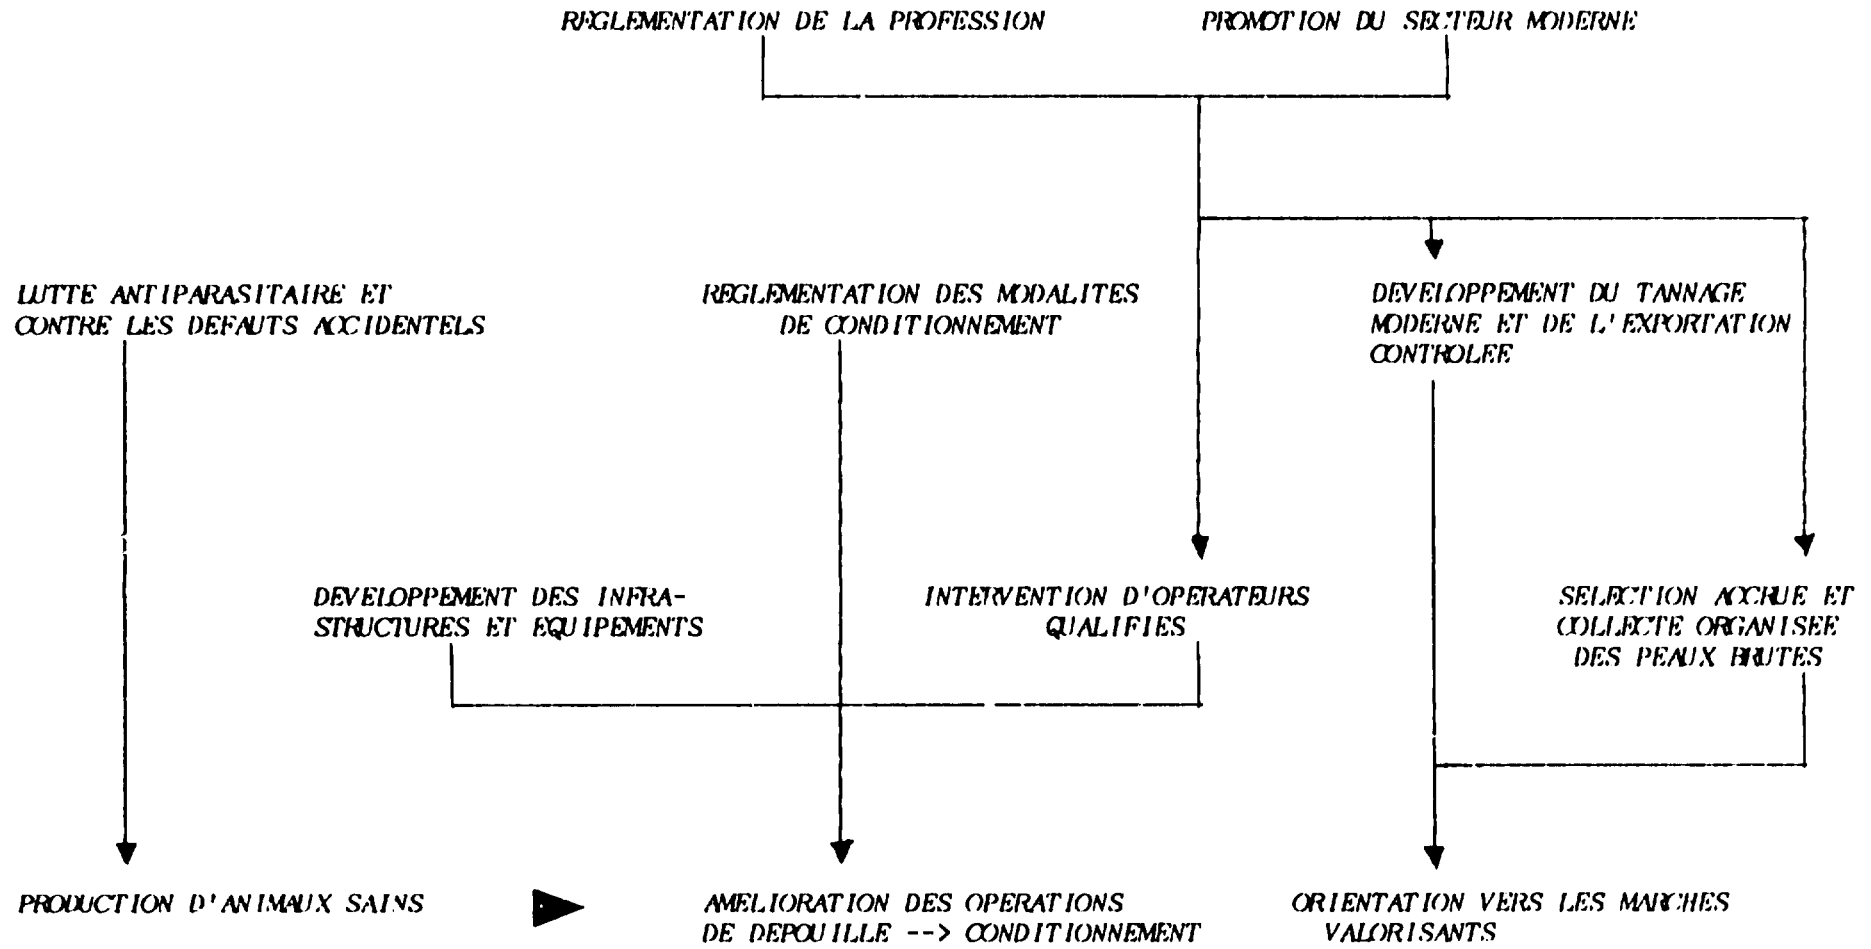 REGLEMENTATION DE LA PROFESSION
PROMOTION DU SECTEUR MODERNE
LUTTE ANTIPARASITAIRE ET
CONTRE LES DEFAUTS ACCIDENTELS
REGLEMENTATION DES MODALITES
DE CONDITIONNEMENT
DEVELOPPEMENT DU TANNAGE
MODERNE ET DE L'EXPORTATION
CONTROLEE
DEVELOPPEMENT DES INFRA-
STRUCTURES ET EQUIPEMENTS
INTERVENTION D'OPERATEURS
QUALIFIES
SELECTION ACCRUE ET
COLLECTE ORGANISEE
DES PEAUX BRUTES
PRODUCTION D'ANIMAUX SAINS
AMELIORATION DES OPERATIONS
DE DEPOUILLE --> CONDITIONNEMENT
ORIENTATION VERS LES MARCHES
VALORISANTS